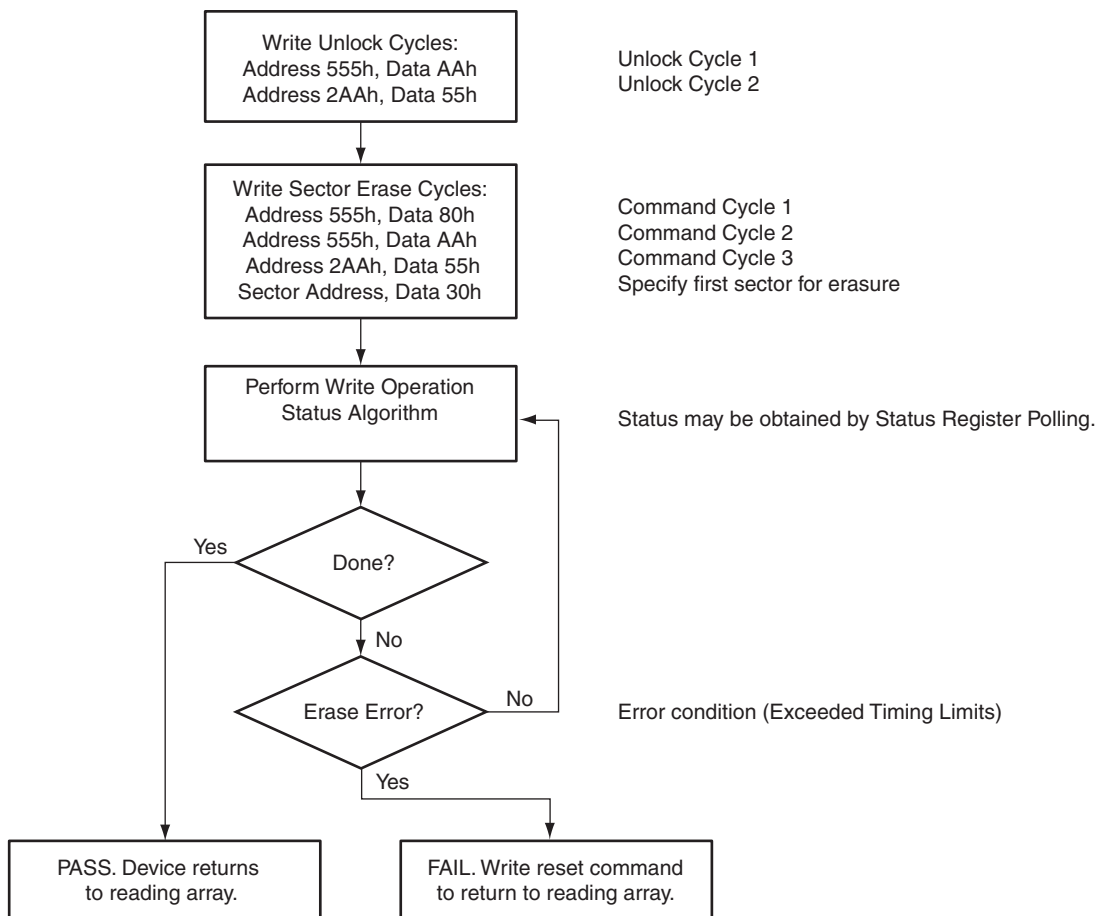 Write Unlock Cycles:
Address 555h, Data AAh
Address 2AAh, Data 55h
Unlock Cycle 1
Unlock Cycle 2
Write Sector Erase Cycles:
Address 555h, Data 80h
Address 555h, Data AAh
Address 2AAh, Data 55h
Sector Address, Data 30h
Command Cycle 1
Command Cycle 2
Command Cycle 3
Specify first sector for erasure
Perform Write Operation
Status Algorithm
Status may be obtained by Status Register Polling.
Yes
Done?
No
Erase Error?
No
Error condition (Exceeded Timing Limits)
Yes
PASS. Device returns
to reading array.
FAIL. Write reset command
to return to reading array.